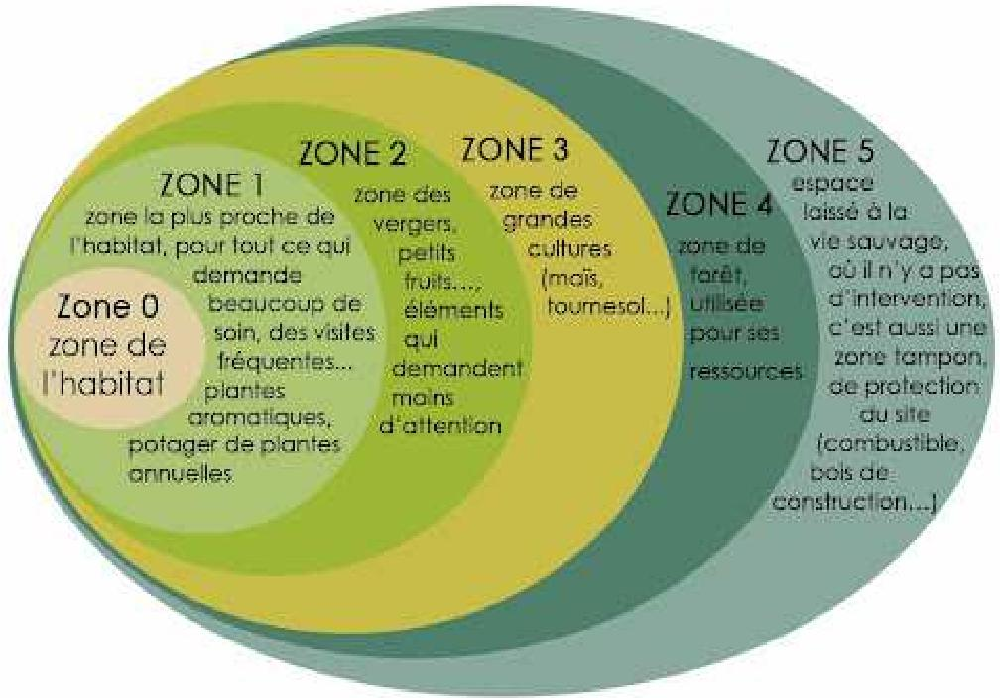 Zone 0
zone de
l'habitat
ZONE 1
zone la plus proche de
l'habitat, pour tout ce qui
demande
beaucoup de
soin, des visites
fréquentes...
plantes
aromatiques,
potager de plantes
annuelles
ZONE 2
zone des
vergers,
petits
fruits...,
éléments
qui
demandent
moins
d'attention
ZONE 3
zone de
grandes
cultures
(maïs,
tournesol...)
ZONE 4
zone de
forêt,
utilisée
pour ses
ressources
ZONE 5
espace
laissé à la
vie sauvage,
où il n'y a pas
d'intervention,
c'est aussi une
zone tampon,
de protection
du site
(combustible,
bois de
construction...)